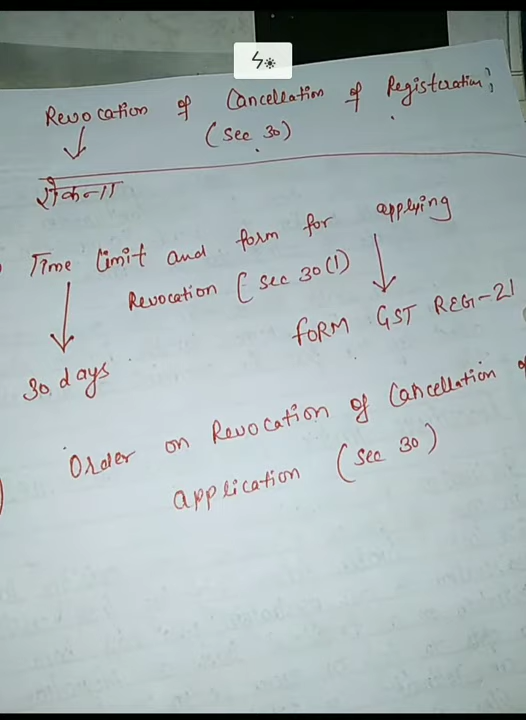 Revocation of Cancellation of Registration;
(Sec 30)
रोकना
Time limit and form for applying
Revocation (Sec 30(1)
30 days
FORM GST REG-21
Order on Revocation of Cancellation of
application (Sec 30)